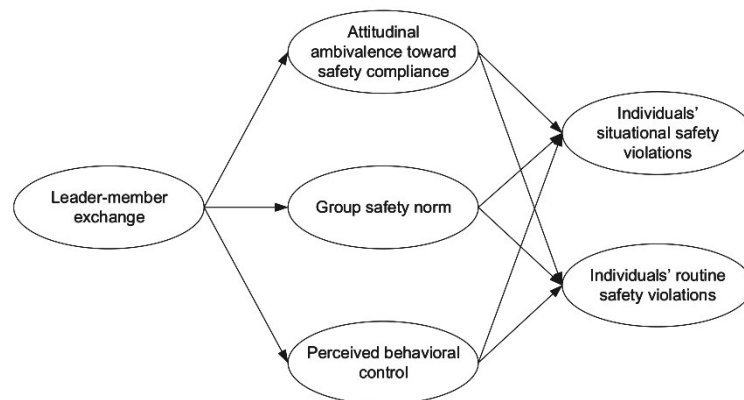 Attitudinal
ambivalence toward
safety compliance
Individuals’
situational safety
violations
Leader-member
exchange
Group safety norm
Individuals’ routine
safety violations
Perceived behavioral
control